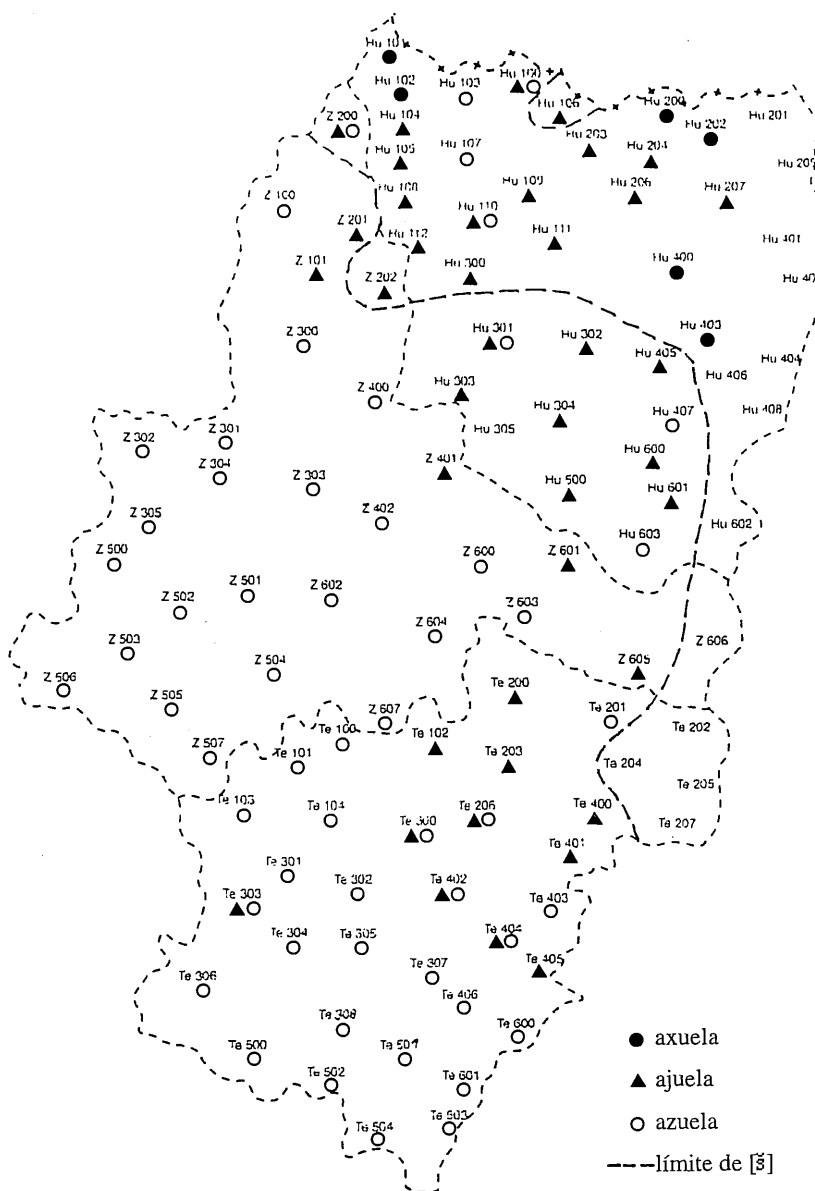 Hu 101
Hu 102
Hu 103
Hu 100
Hu 106
Hu 200
Hu 202
Hu 201
Z 200
Hu 104
Hu 107
Hu 203
Hu 204
Hu 205
Hu 105
Z 100
Hu 108
Hu 109
Hu 206
Hu 207
Z 201
Hu 112
Hu 110
Hu 111
Hu 401
Z 101
Z 202
Hu 300
Hu 400
Z 300
Hu 301
Hu 302
Hu 405
Hu 403
Hu 404
Hu 406
Z 400
Hu 303
Hu 304
Hu 305
Hu 407
Hu 408
Z 302
Z 301
Z 304
Z 303
Z 401
Hu 500
Hu 600
Hu 601
Z 305
Z 402
Hu 602
Z 500
Z 600
Z 601
Hu 603
Z 502
Z 501
Z 602
Z 604
Z 603
Z 606
Z 503
Z 504
Z 605
Z 506
Z 505
Te 200
Te 201
Te 202
Z 507
Te 101
Te 100
Z 607
Te 102
Te 203
Te 204
Te 205
Te 103
Te 104
Te 300
Te 206
Te 400
Te 207
Te 401
Te 301
Te 303
Te 302
Te 402
Te 403
Te 304
Te 305
Te 404
Te 405
Te 306
Te 307
Te 406
Te 308
Te 600
Te 500
Te 502
Te 501
Te 601
Te 504
Te 503
axuela
ajuela
azuela
límite de [š]